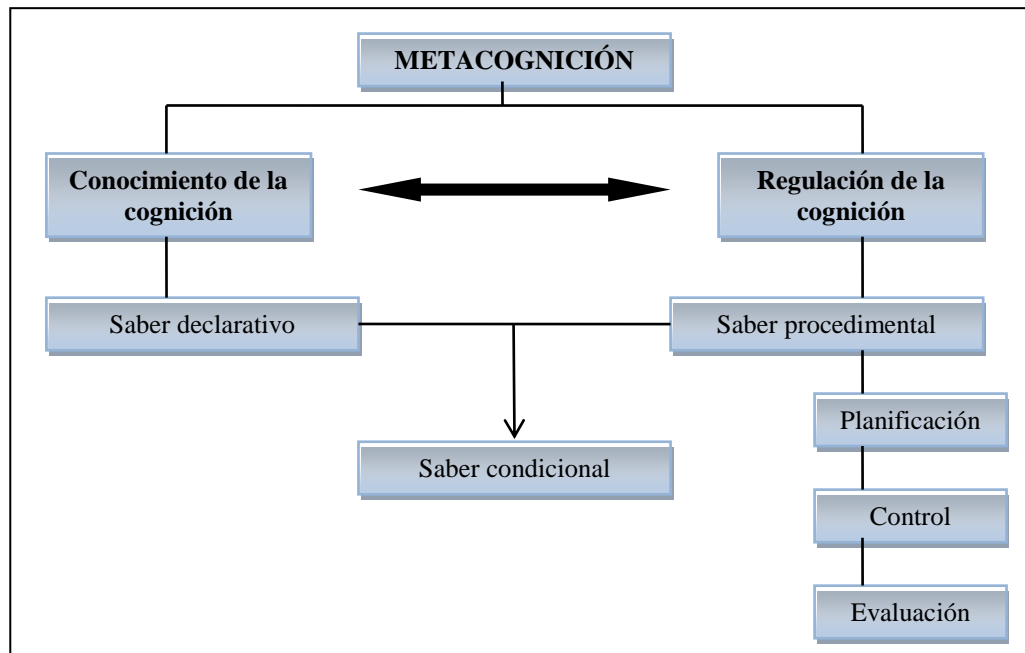 METACOGNICIÓN
Conocimiento de la
cognición
Regulación de la
cognición
Saber declarativo
Saber procedimental
Planificación
Saber condicional
Control
Evaluación